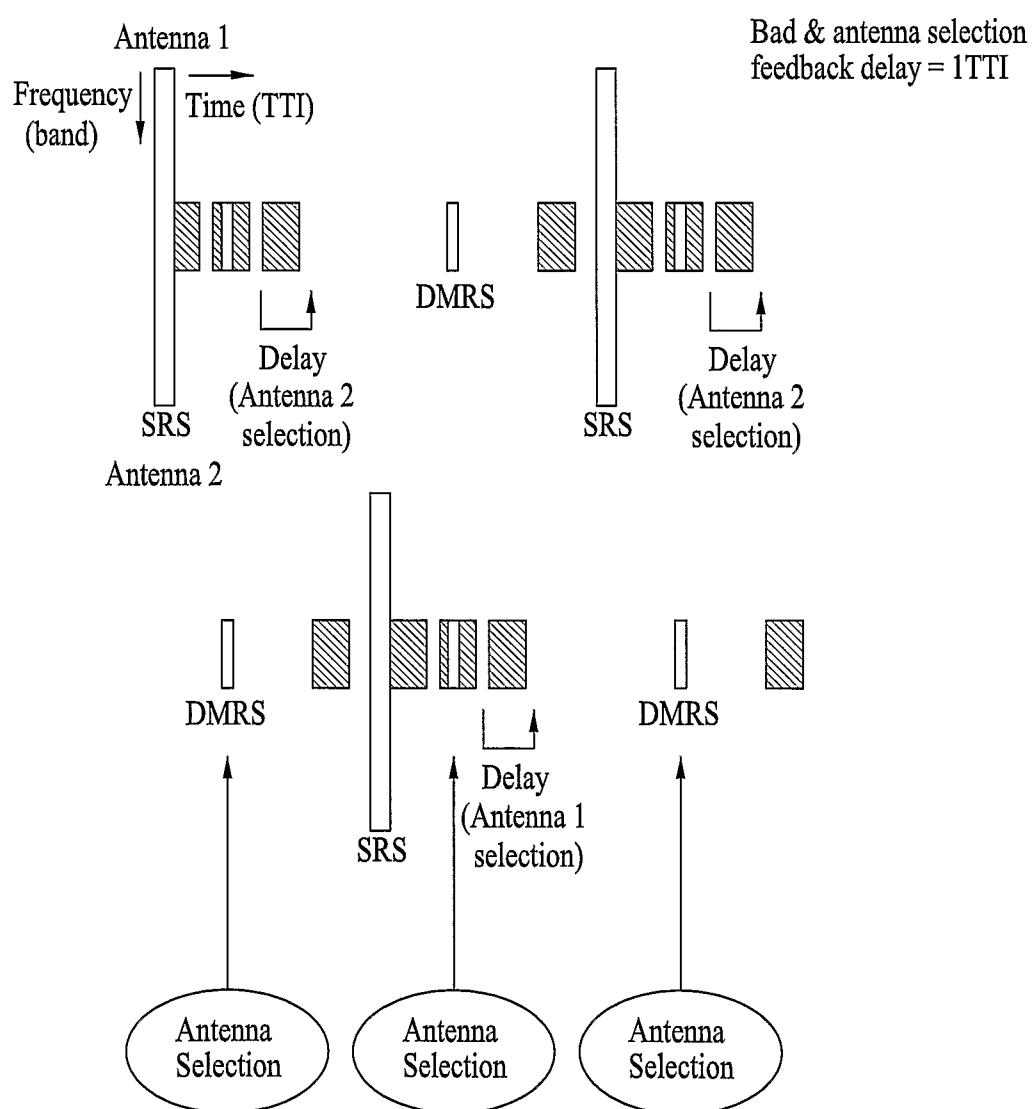 Antenna 1
Bad & antenna selection
feedback delay = 1TTI
Frequency
(band)
Time (TTI)
DMRS
Delay
(Antenna 2
selection)
Delay
(Antenna 2
selection)
SRS
SRS
Antenna 2
DMRS
DMRS
Delay
(Antenna 1
selection)
SRS
Antenna
Selection
Antenna
Selection
Antenna
Selection